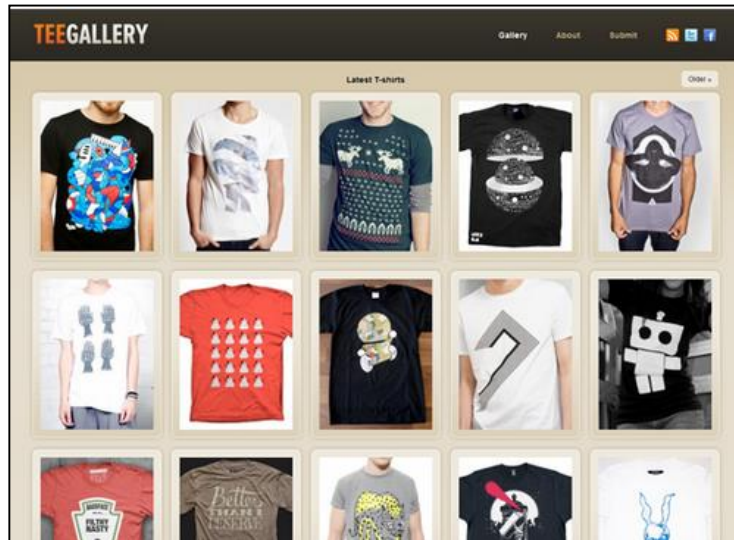 TEEGALLERY
Gallery About Submit
Latest T-shirts
Older »
FILTHY
NASTY
Better
THAN I
DESERVE